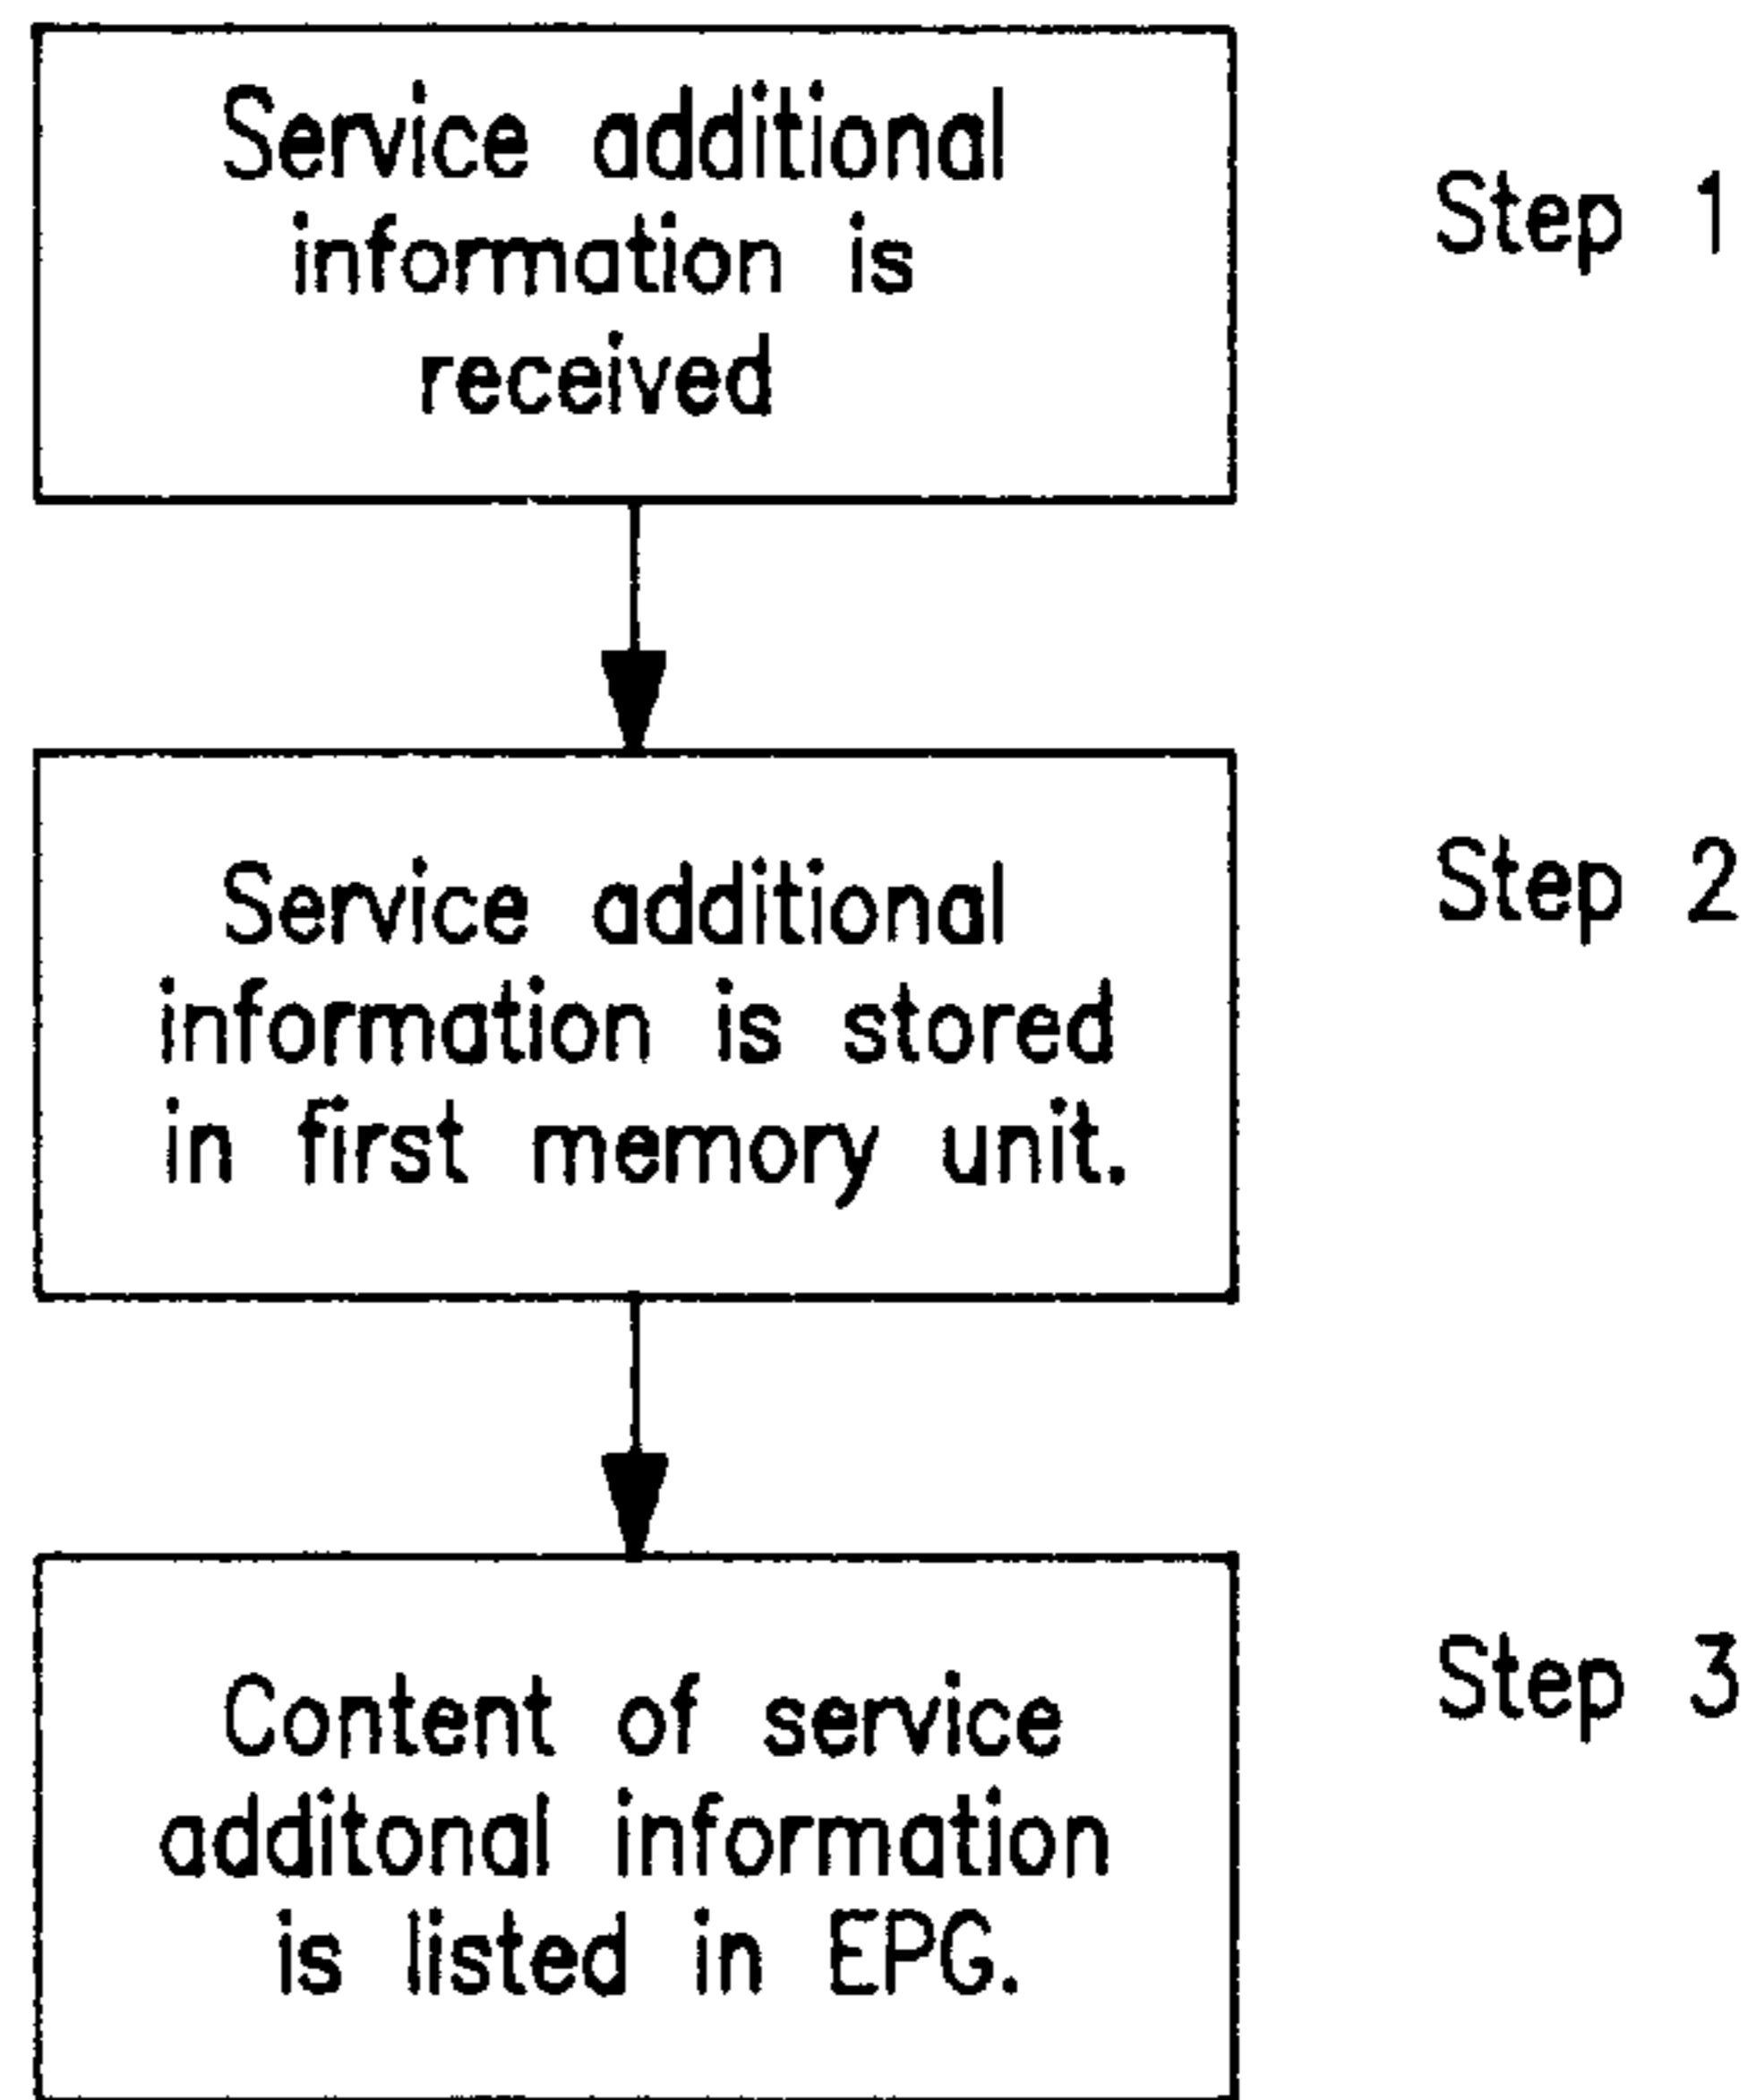 Service additional
information is
received
Step 1
Service additional
information is stored
in first memory unit.
Step 2
Content of service
additonal information
is listed in EPG.
Step 3